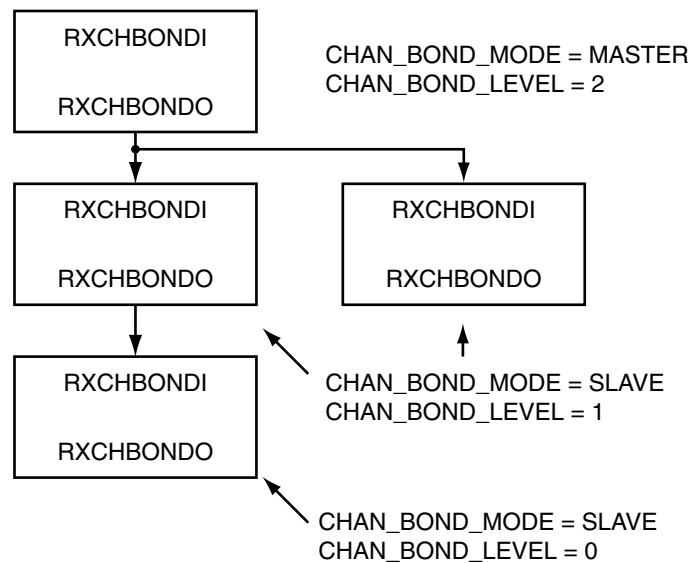 RXCHBONDI
RXCHBONDO
CHAN_BOND_MODE = MASTER
CHAN_BOND_LEVEL = 2
RXCHBONDI
RXCHBONDO
RXCHBONDI
RXCHBONDO
RXCHBONDI
RXCHBONDO
CHAN_BOND_MODE = SLAVE
CHAN_BOND_LEVEL = 1
CHAN_BOND_MODE = SLAVE
CHAN_BOND_LEVEL = 0